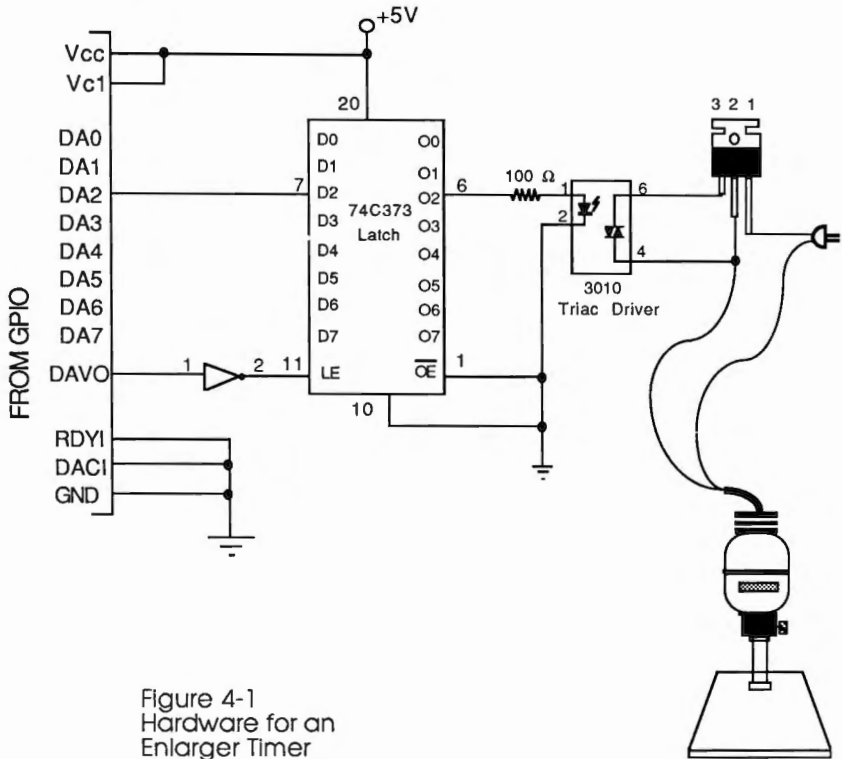 +5V
Vcc
Vc1
20
3 2 1
DA0
D0
O0
DA1
D1
O1
100 Ω
DA2
7
D2
O2
6
1
6
DA3
D3
74C373
O3
2
DA4
D4
Latch
O4
4
DA5
D5
O5
3010
DA6
D6
O6
Triac Driver
DA7
D7
O7
FROM GPIO
DAVO
1
2
11
LE
OE
1
10
RDYI
DACI
GND
Figure 4-1
Hardware for an
Enlarger Timer